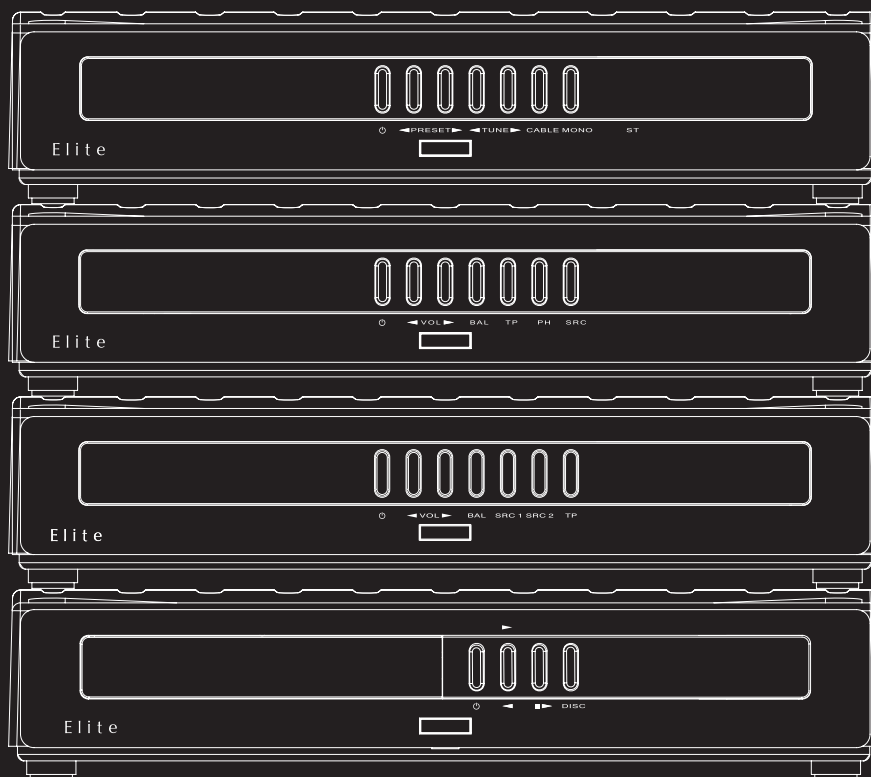 ◄PRESET► ◄TUNE► CABLE MONO ST
Elite
◄VOL► BAL TP PH SRC
Elite
◄VOL► BAL SRC 1 SRC 2 TP
Elite
DISC
Elite